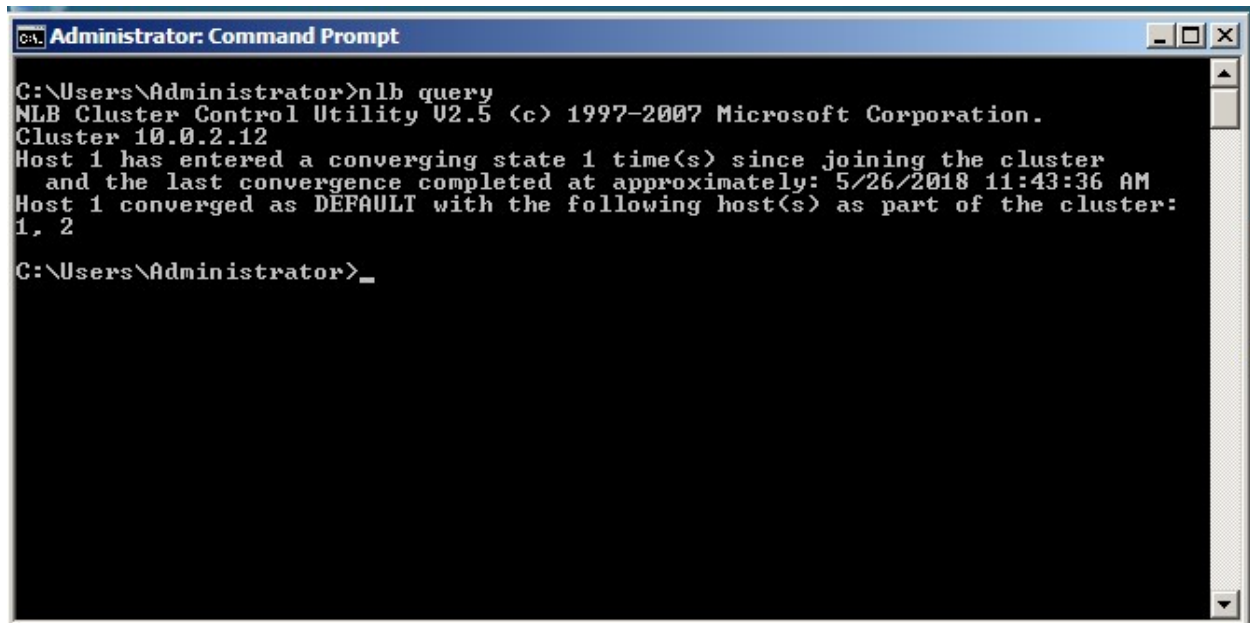 Administrator: Command Prompt
C:\Users\Administrator>nlb query
NLB Cluster Control Utility V2.5 (c) 1997-2007 Microsoft Corporation.
Cluster 10.0.2.12
Host 1 has entered a converging state 1 time(s) since joining the cluster
  and the last convergence completed at approximately: 5/26/2018 11:43:36 AM
Host 1 converged as DEFAULT with the following host(s) as part of the cluster:
1, 2
C:\Users\Administrator>_